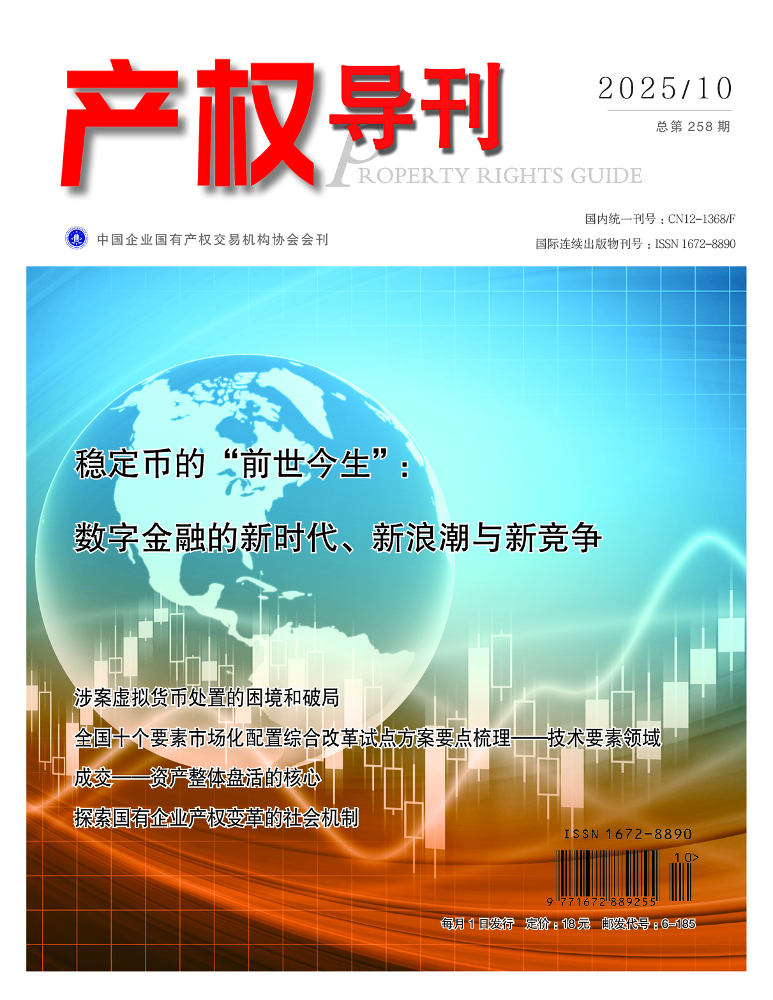 产权导刊
PROPERTY RIGHTS GUIDE
2025/10
总第 258 期
国内统一刊号：CN12-1368/F
国际连续出版物刊号：ISSN 1672-8890
中国企业国有产权交易机构协会会刊
稳定币的“前世今生”：
数字金融的新时代、新浪潮与新竞争
涉案虚拟货币处置的困境和破局
全国十个要素市场化配置综合改革试点方案要点梳理——技术要素领域
成交——资产整体盘活的核心
探索国有企业产权变革的社会机制
ISSN 1672-8890
10>
9 771672 889255
每月1日发行 定价：18元 邮发代号：6-185